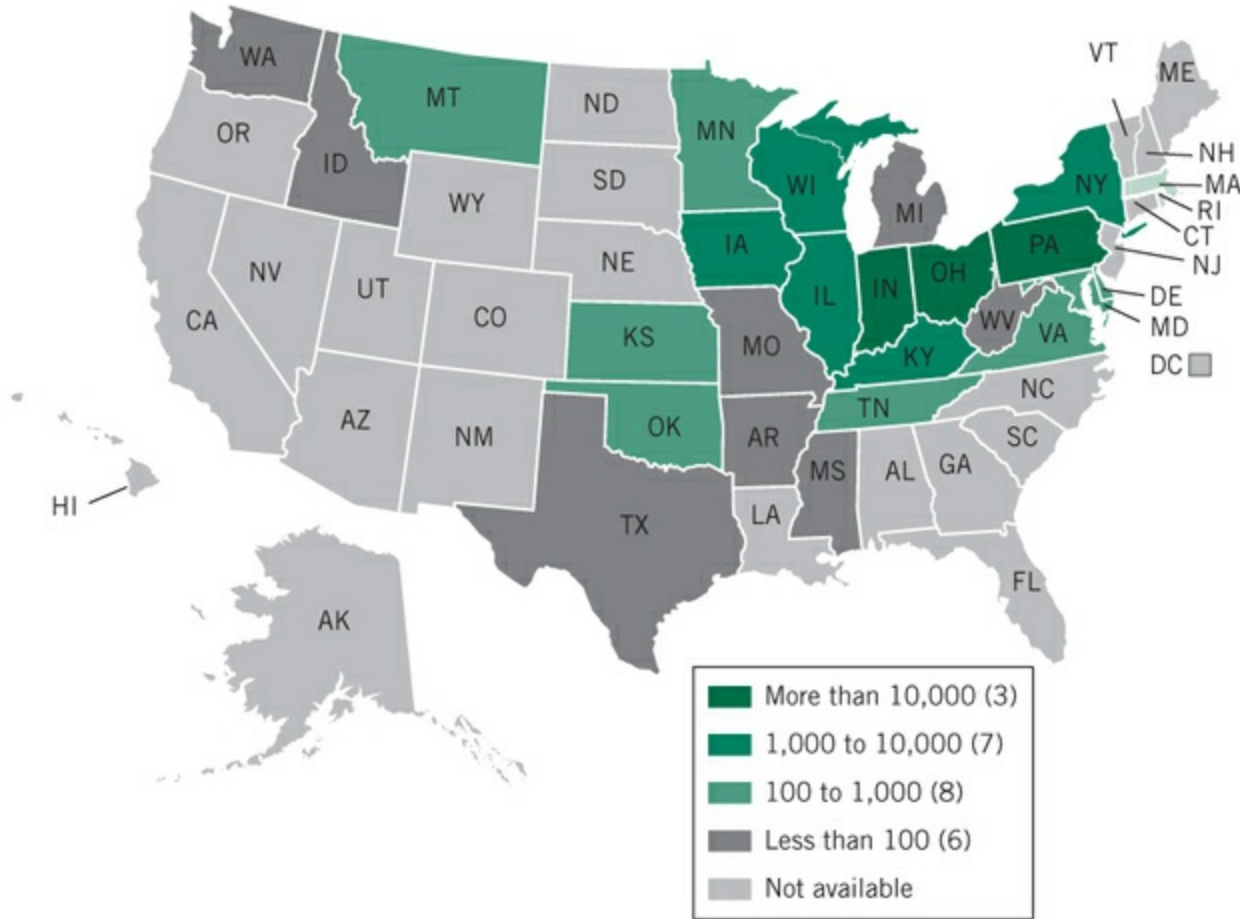 WA
MT
ND
MN
VT
ME
OR
ID
SD
WI
MI
NY
NH
MA
RI
CT
NJ
WY
IA
PA
NE
NV
UT
CO
IL
IN
OH
DE
MD
DC
CA
KS
MO
WV
VA
KY
NC
TN
AZ
NM
OK
AR
SC
MS
AL
GA
HI
TX
LA
FL
AK
More than 10,000 (3)
1,000 to 10,000 (7)
100 to 1,000 (8)
Less than 100 (6)
Not available